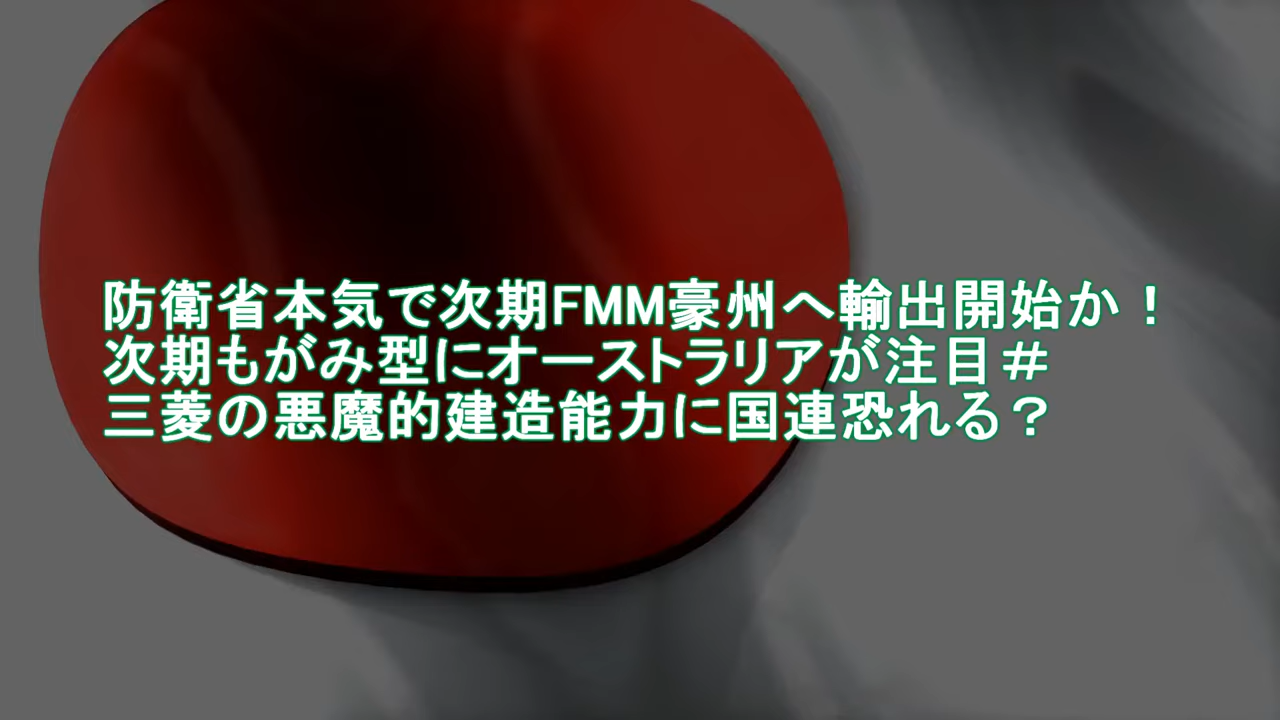 防衛省本気で次期FMM豪州へ輸出開始か！
次期もがみ型にオーストラリアが注目＃
三菱の悪魔的建造能力に国連恐れる？